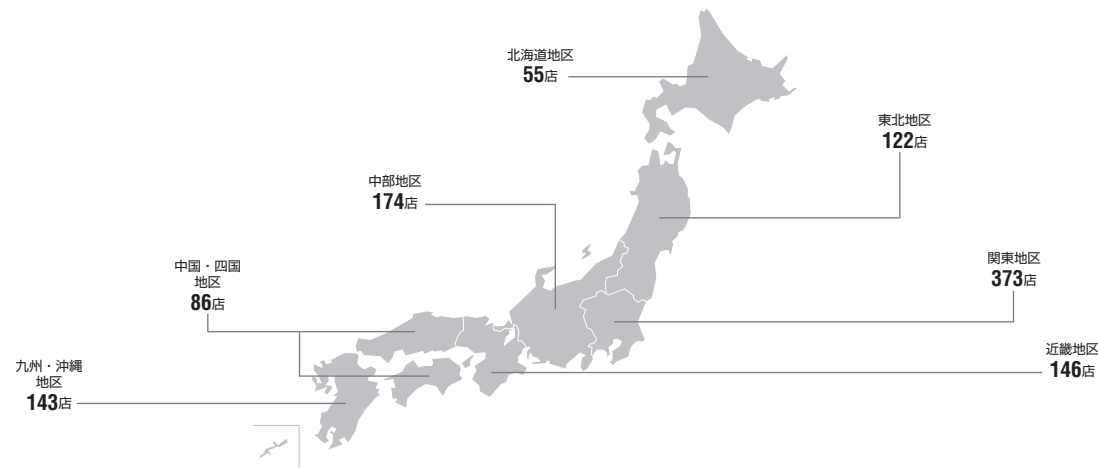 北海道地区
55店
東北地区
122店
中部地区
174店
関東地区
373店
中国・四国
地区
86店
近畿地区
146店
九州・沖縄
地区
143店